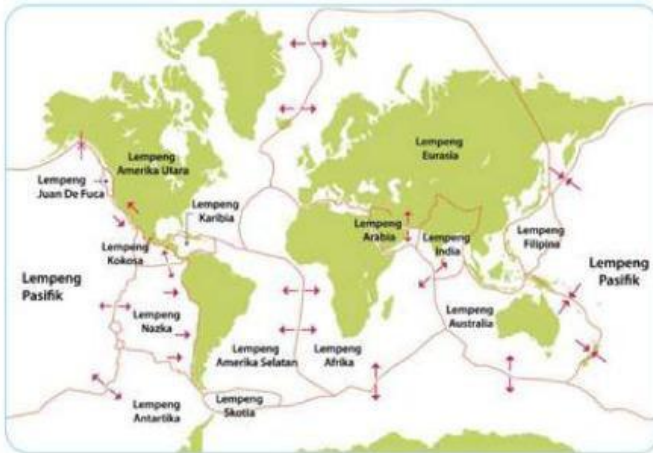 Lempeng
Amerika Utara
Lempeng
Eurasia
Lempeng
Juan De Fuca
Lempeng
Karibia
Lempeng
Arabia
Lempeng
India
Lempeng
Filipina
Lempeng
Kokosa
Lempeng
Pasifik
Lempeng
Pasifik
Lempeng
Nazka
Lempeng
Australia
Lempeng
Amerika Selatan
Lempeng
Afrika
Lempeng
Antartika
Lempeng
Skotia